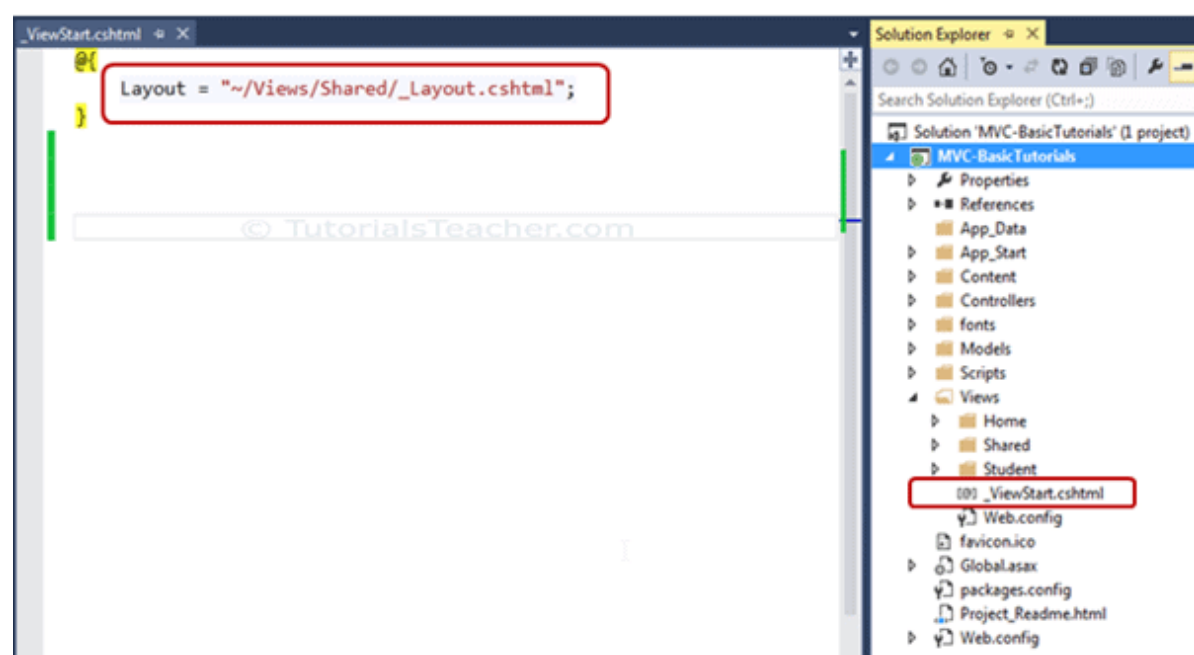 _ViewStart.cshtml
@{
Layout = "~/Views/Shared/_Layout.cshtml";
}
© TutorialsTeacher.com
Solution Explorer
Search Solution Explorer (Ctrl+;)
Solution 'MVC-BasicTutorials' (1 project)
MVC-BasicTutorials
Properties
References
App_Data
App_Start
Content
Controllers
fonts
Models
Scripts
Views
Home
Shared
Student
[@] _ViewStart.cshtml
Web.config
favicon.ico
Global.asax
packages.config
Project_Readme.html
Web.config